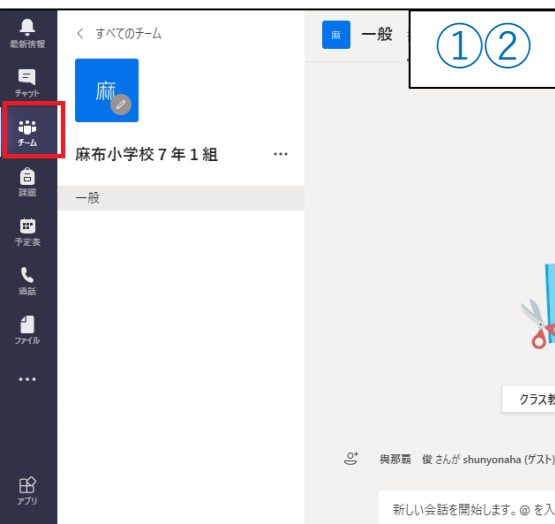 最新情報
チャット
チーム
課題
予定表
通話
ファイル
アプリ
< すべてのチーム
麻
麻布小学校７年１組
一般
麻 一般
①②
クラス教
與那覇 俊 さんが shunyonaha (ゲスト)
新しい会話を開始します。@ を入